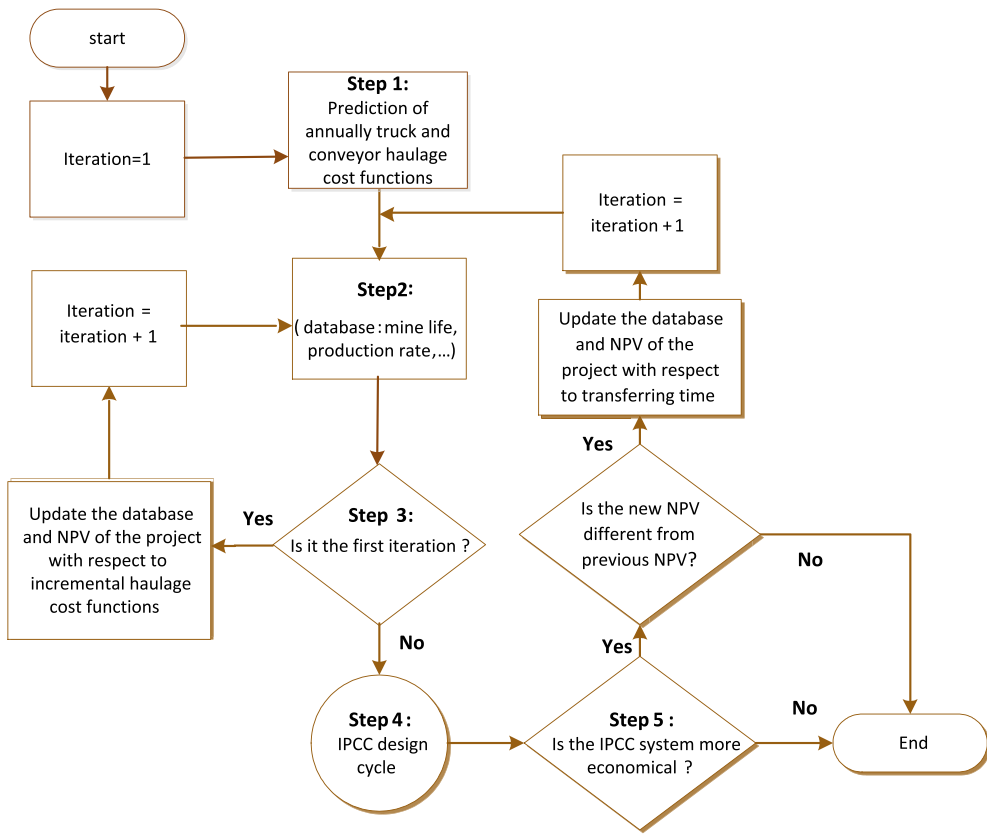 start
Iteration=1
Step 1:
Prediction of
annually truck and
conveyor haulage
cost functions
Iteration =
iteration + 1
Step2:
( database: mine life,
production rate,...)
Iteration =
iteration + 1
Update the database
and NPV of the
project with respect
to transferring time
Yes
Is the new NPV
different from
previous NPV?
No
Step 3:
Is it the first iteration ?
Yes
Update the database
and NPV of the project
with respect to
incremental haulage
cost functions
No
Yes
Step 4:
IPCC design
cycle
Step 5 :
Is the IPCC system more
economical ?
No
End